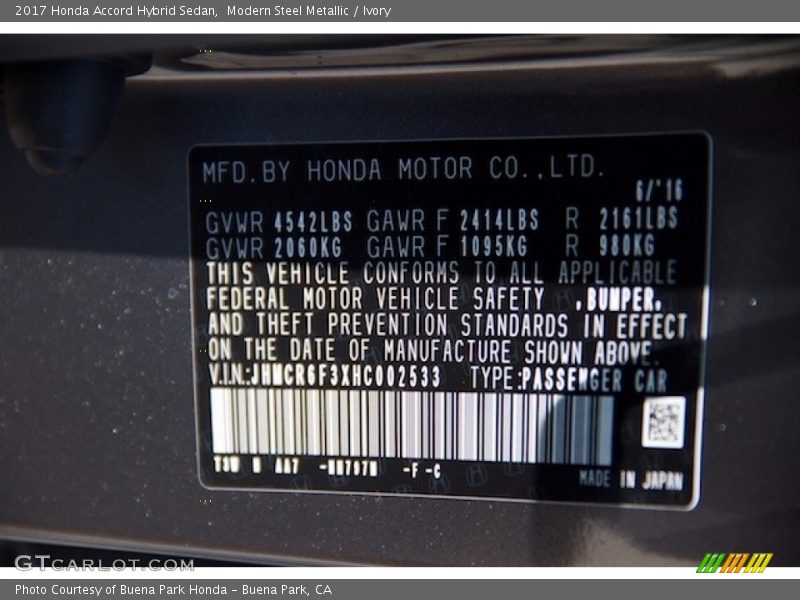 2017 Honda Accord Hybrid Sedan,  Modern Steel Metallic / Ivory
MFD. BY HONDA MOTOR CO., LTD.
6/'16
GVWR 4542LBS GAWR F 2414LBS R 2161LBS
GVWR 2060KG GAWR F 1095KG R 980KG
THIS VEHICLE CONFORMS TO ALL APPLICABLE
FEDERAL MOTOR VEHICLE SAFETY ,BUMPER,
AND THEFT PREVENTION STANDARDS IN EFFECT
ON THE DATE OF MANUFACTURE SHOWN ABOVE.
V.I.N.:JHMCR6F3XHC002533 TYPE:PASSENGER CAR
AA7 -F -C
MADE IN JAPAN
GTCARLOT.COM
Photo Courtesy of Buena Park Honda – Buena Park, CA